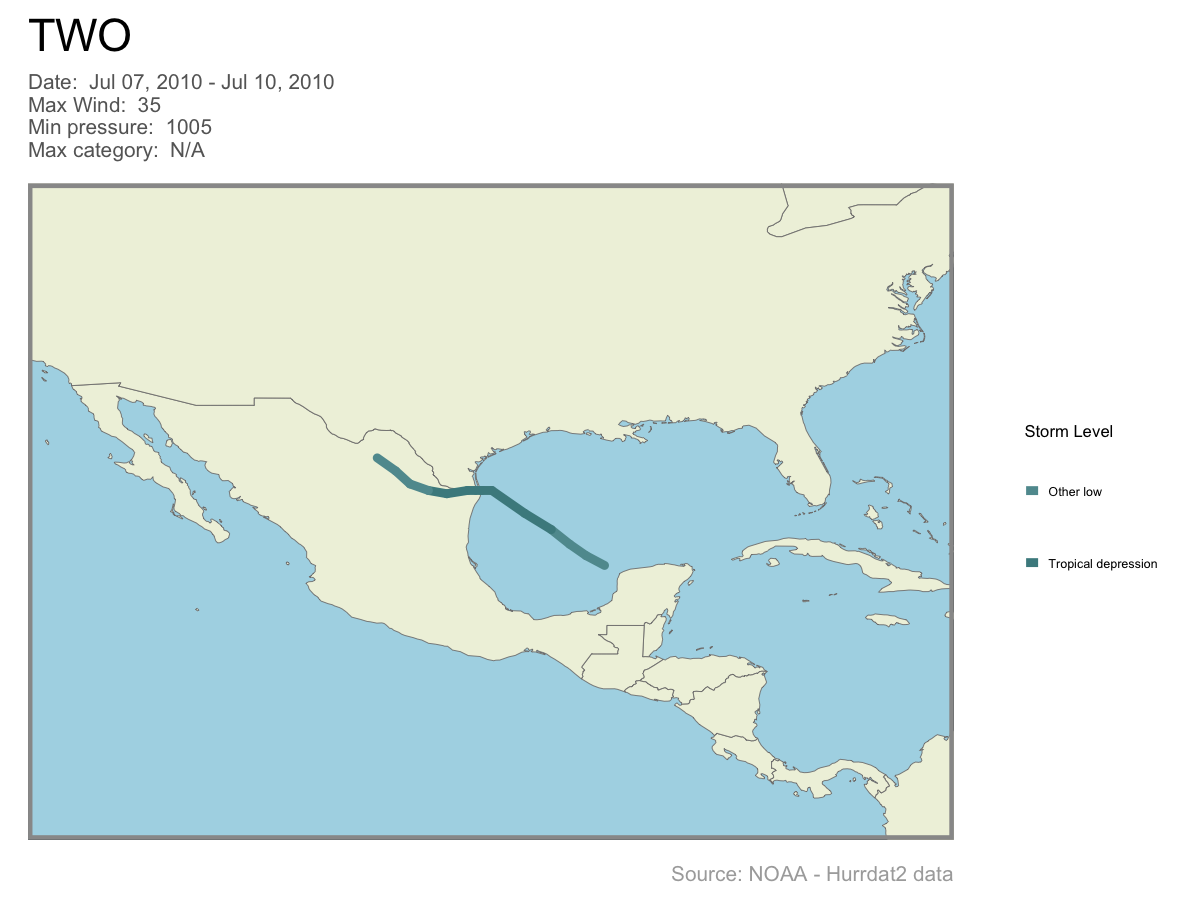 TWO
Date:  Jul 07, 2010 - Jul 10, 2010
Max Wind:  35
Min pressure:  1005
Max category:  N/A
Storm Level
Other low
Tropical depression
Source: NOAA - Hurrdat2 data